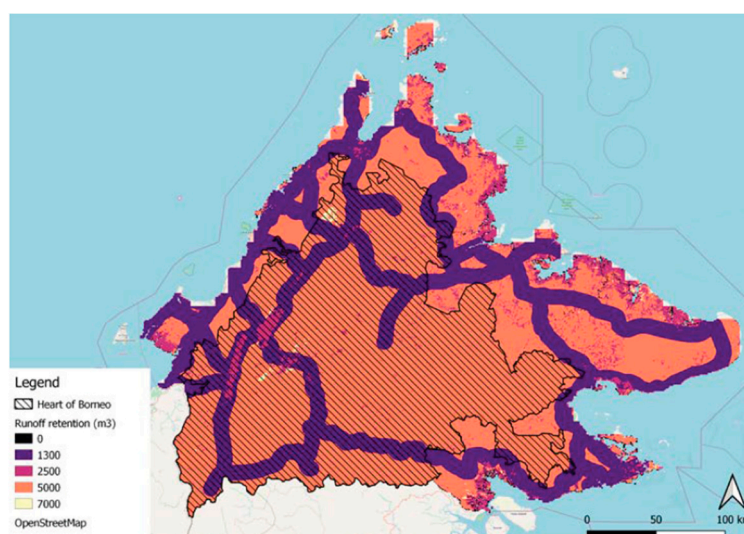 Legend
Heart of Borneo
Runoff retention (m3)
0
1300
2500
5000
7000
OpenStreetMap
0 50 100 km